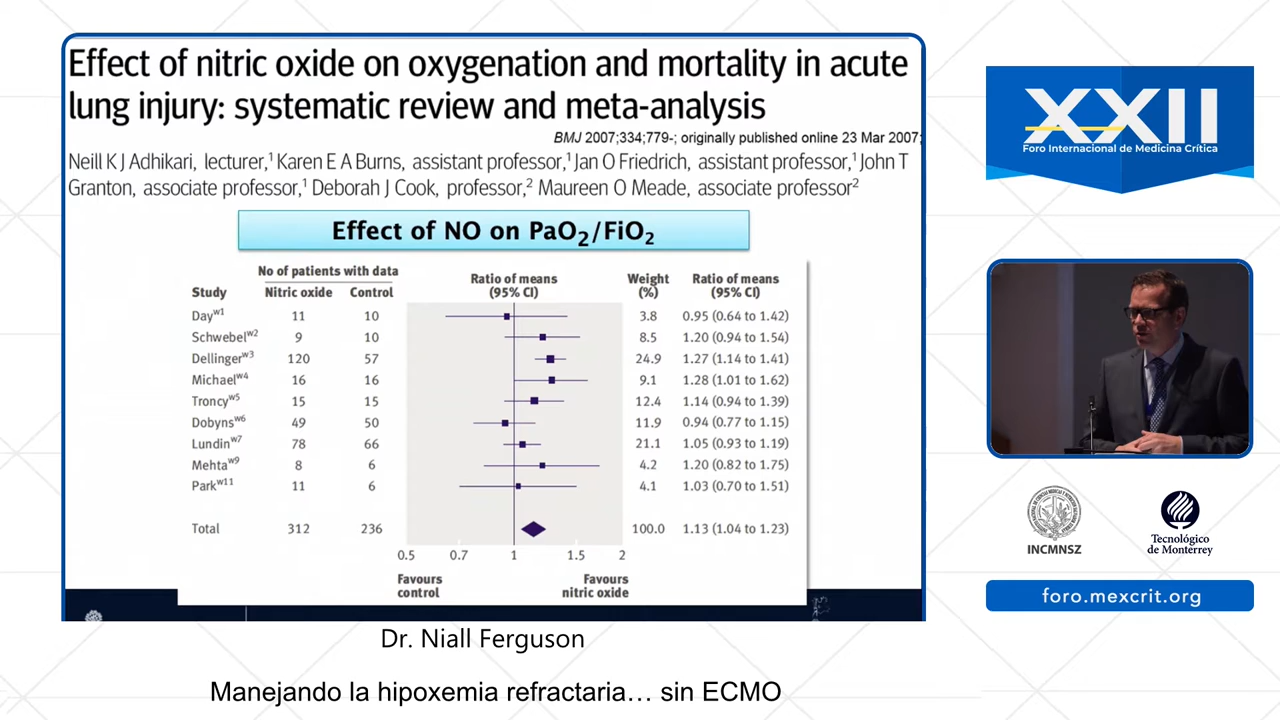 Effect of nitric oxide on oxygenation and mortality in acute
lung injury: systematic review and meta-analysis
BMJ 2007;334;779-; originally published online 23 Mar 2007;
Neill K J Adhikari, lecturer,1 Karen E A Burns, assistant professor,1 Jan O Friedrich, assistant professor,1 John T
Granton, associate professor,1 Deborah J Cook, professor,2 Maureen O Meade, associate professor2
Effect of NO on PaO2/FiO2
No of patients with data Ratio of means Weight Ratio of means
Study Nitric oxide Control (95% CI) (%) (95% CI)
Dayw1 11 10 3.8 0.95 (0.64 to 1.42)
Schwebelw2 9 10 8.5 1.20 (0.94 to 1.54)
Dellingerw3 120 57 24.9 1.27 (1.14 to 1.41)
Michaelw4 16 16 9.1 1.28 (1.01 to 1.62)
Troncyw5 15 15 12.4 1.14 (0.94 to 1.39)
Dobynsw6 49 50 11.9 0.94 (0.77 to 1.15)
Lundinw7 78 66 21.1 1.05 (0.93 to 1.19)
Mehtaw9 8 6 4.2 1.20 (0.82 to 1.75)
Parkw11 11 6 4.1 1.03 (0.70 to 1.51)
Total 312 236 100.0 1.13 (1.04 to 1.23)
0.5 0.7 1 1.5 2
Favours Favours
control nitric oxide
Dr. Niall Ferguson
Manejando la hipoxemia refractaria… sin ECMO
XXII
Foro Internacional de Medicina Crítica
INCMNSZ
Tecnológico
de Monterrey
foro.mexcrit.org